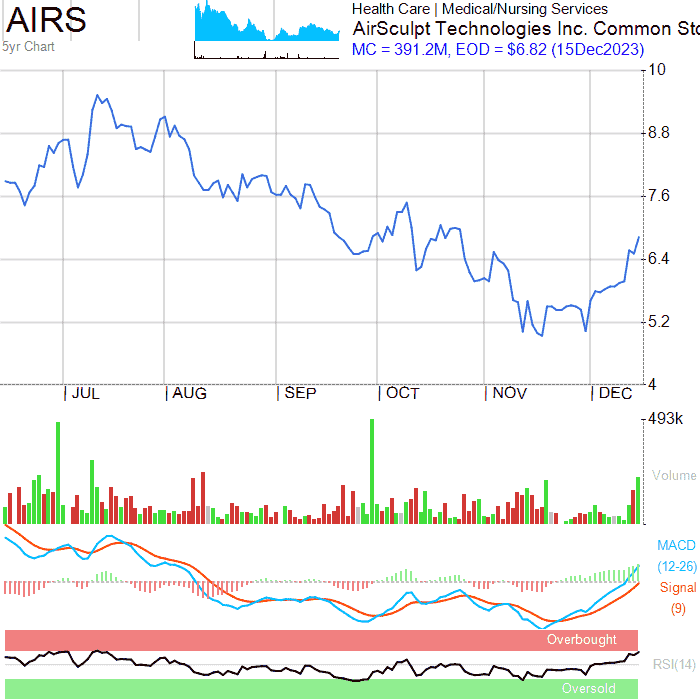 AIRS
5yr Chart
Health Care | Medical/Nursing Services
AirSculpt Technologies Inc. Common Sto
MC = 391.2M, EOD = $6.82 (15Dec2023)
10
8.8
7.6
6.4
5.2
4
JUL AUG SEP OCT NOV DEC
493k
Volume
MACD
(12-26)
Signal
(9)
Overbought
RSI(14)
Oversold